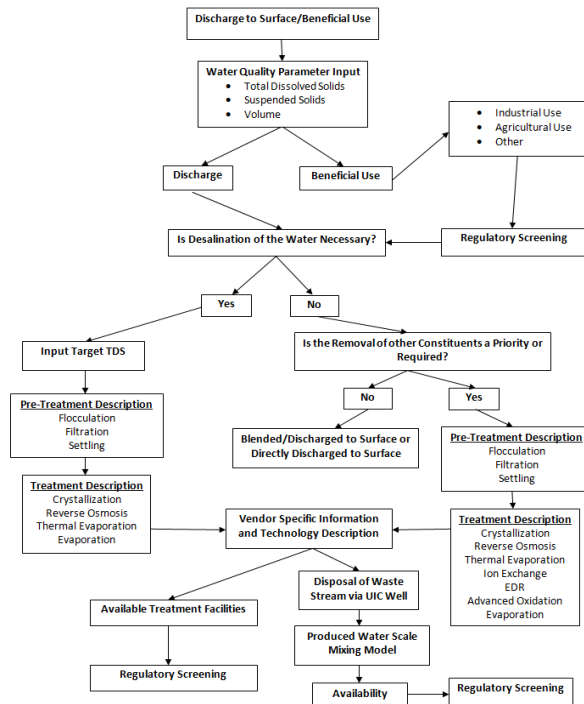 Discharge to Surface/Beneficial Use
Water Quality Parameter Input
• Total Dissolved Solids
• Suspended Solids
• Volume
• Industrial Use
• Agricultural Use
• Other
Discharge
Beneficial Use
Is Desalination of the Water Necessary?
Regulatory Screening
Yes
No
Input Target TDS
Is the Removal of other Constituents a Priority or
Required?
No
Yes
Pre-Treatment Description
Flocculation
Filtration
Settling
Blended/Discharged to Surface or
Directly Discharged to Surface
Pre-Treatment Description
Flocculation
Filtration
Settling
Treatment Description
Crystallization
Reverse Osmosis
Thermal Evaporation
Evaporation
Vendor Specific Information
and Technology Description
Treatment Description
Crystallization
Reverse Osmosis
Thermal Evaporation
Ion Exchange
EDR
Advanced Oxidation
Evaporation
Available Treatment Facilities
Disposal of Waste
Stream via UIC Well
Regulatory Screening
Produced Water Scale
Mixing Model
Availability
Regulatory Screening